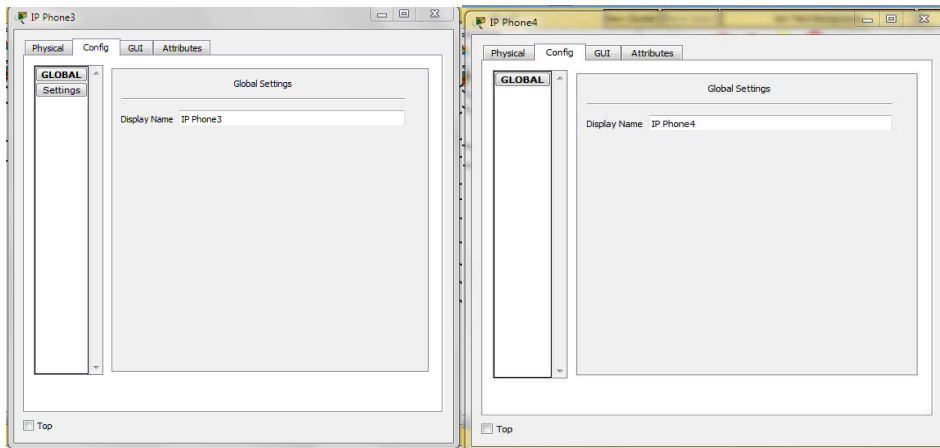 IP Phone3
Physical Config GUI Attributes
GLOBAL
Settings
Global Settings
Display Name IP Phone3
Top
IP Phone4
Physical Config GUI Attributes
GLOBAL
Global Settings
Display Name IP Phone4
Top